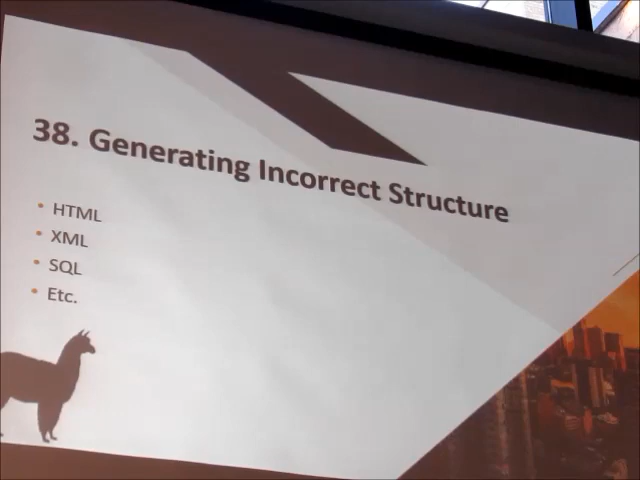 38. Generating Incorrect Structure
• HTML
• XML
• SQL
• Etc.